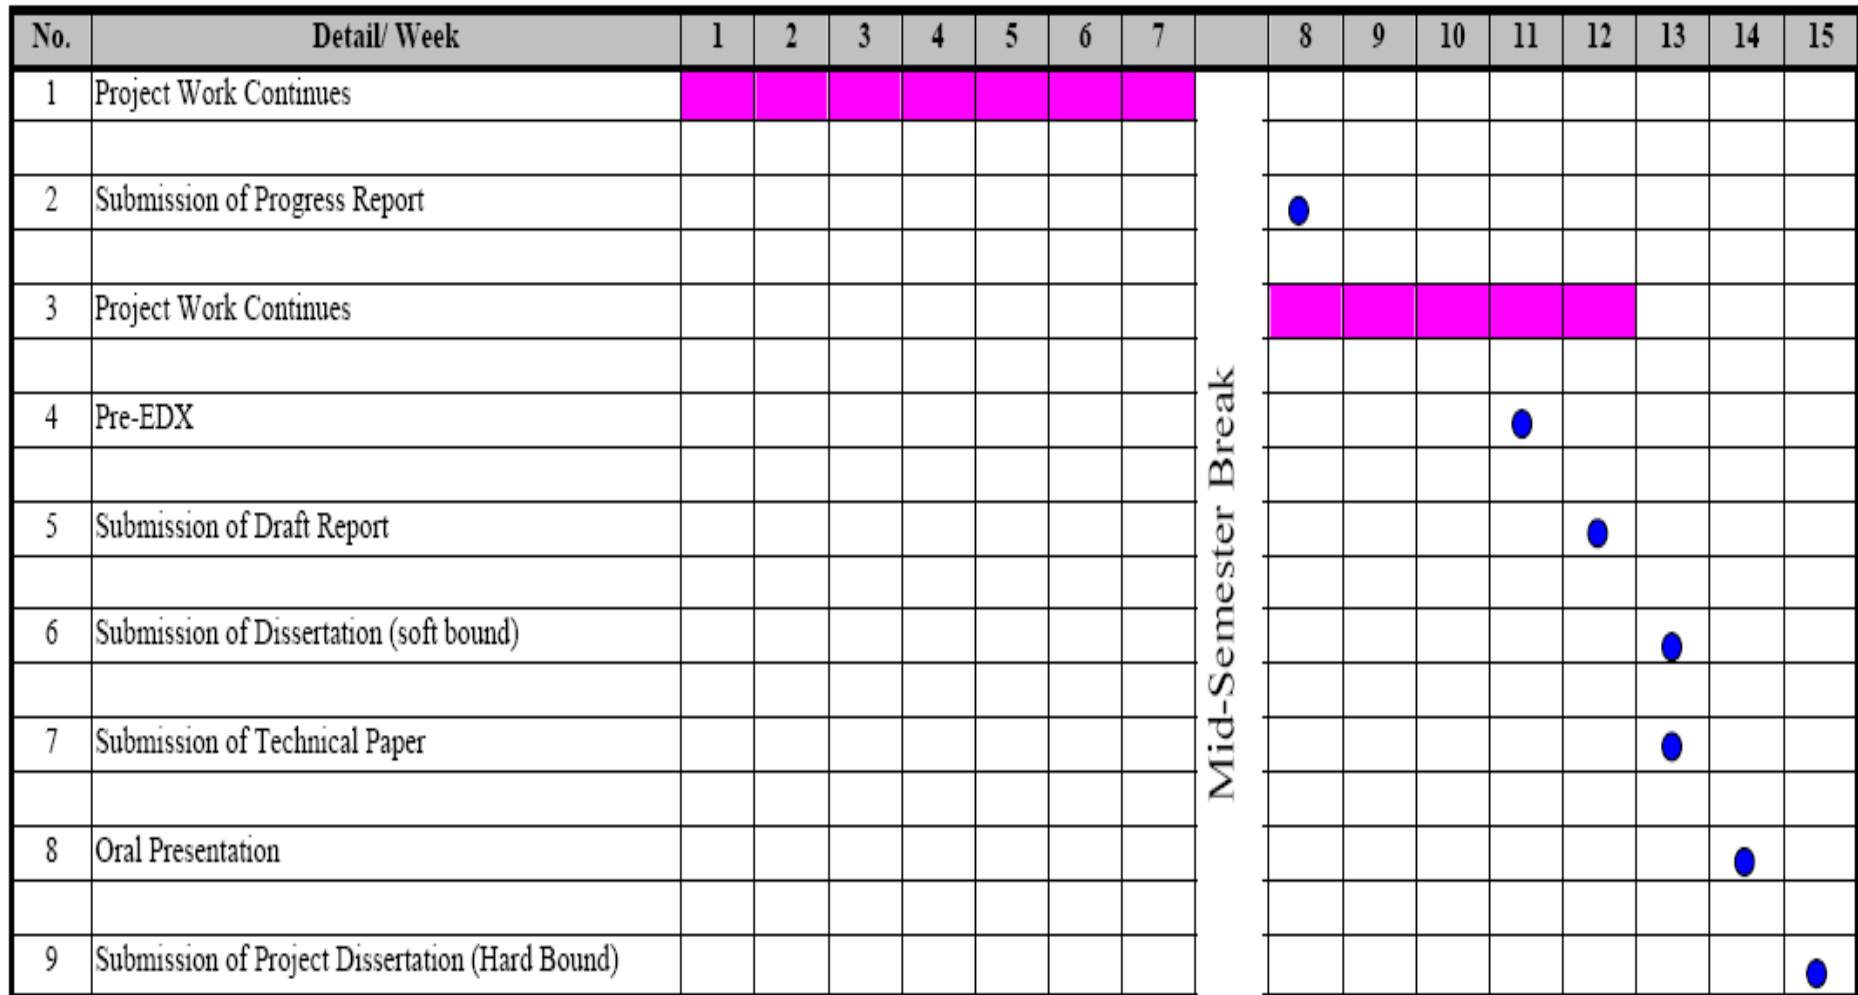 No. Detail/ Week 1 2 3 4 5 6 7 8 9 10 11 12 13 14 15
1 Project Work Continues
2 Submission of Progress Report
3 Project Work Continues
4 Pre-EDX
5 Submission of Draft Report
6 Submission of Dissertation (soft bound)
7 Submission of Technical Paper
8 Oral Presentation
9 Submission of Project Dissertation (Hard Bound)
Mid-Semester Break